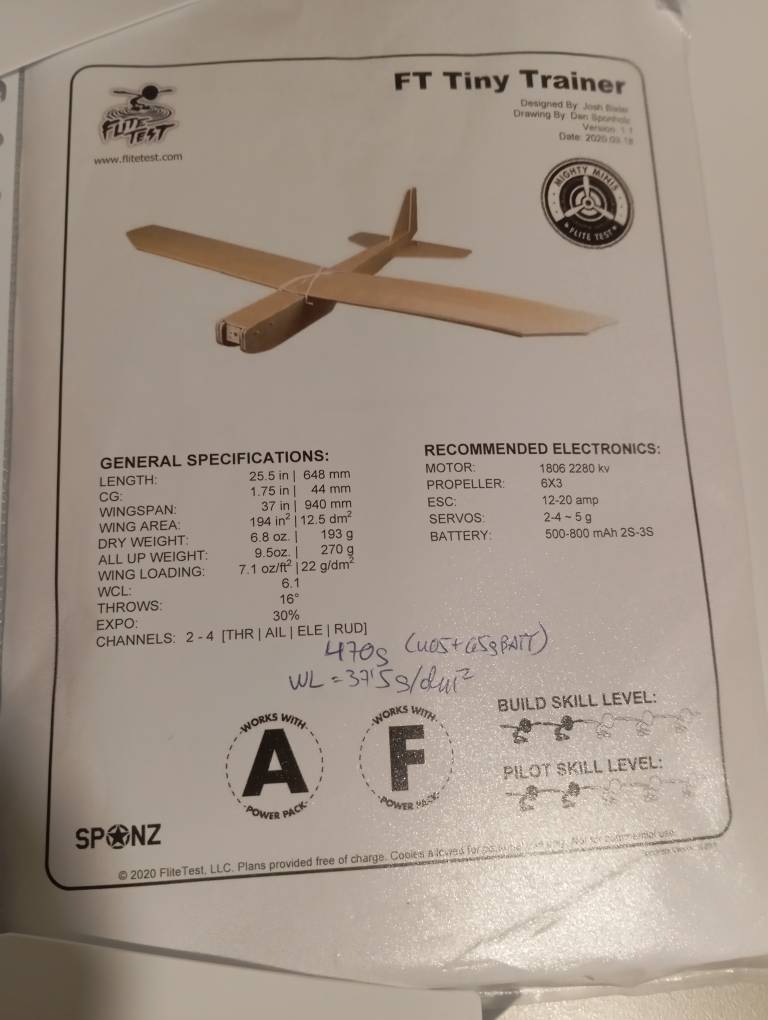 FT Tiny Trainer
Designed By: Josh Bixler
Drawing By: Dan Sponholz
Version: 1.1
Date: 2020.03.18
FLITE TEST
www.flitetest.com
MIGHTY MINIS
FLITE TEST
GENERAL SPECIFICATIONS:
LENGTH: 25.5 in | 648 mm
CG: 1.75 in | 44 mm
WINGSPAN: 37 in | 940 mm
WING AREA: 194 in² | 12.5 dm²
DRY WEIGHT: 6.8 oz. | 193 g
ALL UP WEIGHT: 9.5oz. | 270 g
WING LOADING: 7.1 oz/ft² | 22 g/dm²
WCL: 6.1
THROWS: 16°
EXPO: 30%
CHANNELS: 2 - 4 [THR | AIL | ELE | RUD]
RECOMMENDED ELECTRONICS:
MOTOR: 1806 2280 kv
PROPELLER: 6X3
ESC: 12-20 amp
SERVOS: 2-4 ~ 5 g
BATTERY: 500-800 mAh 2S-3S
470g (405+65gBATT)
WL = 37'5 g/dm²
WORKS WITH
A
POWER PACK
WORKS WITH
F
POWER PACK
BUILD SKILL LEVEL:
PILOT SKILL LEVEL:
SPONZ
© 2020 FliteTest, LLC. Plans provided free of charge. Copies allowed for